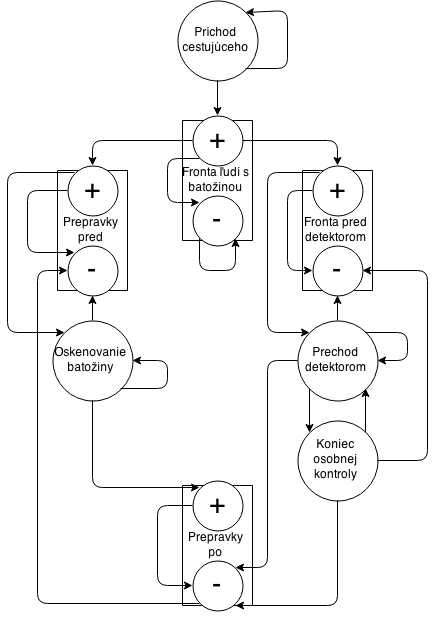 Príchod
cestujúceho
+
Fronta ľudí s
batožinou
-
+
Prepravky
pred
-
+
Fronta pred
detektorom
-
Oskenovanie
batožiny
Prechod
detektorom
Koniec
osobnej
kontroly
+
Prepravky
po
-